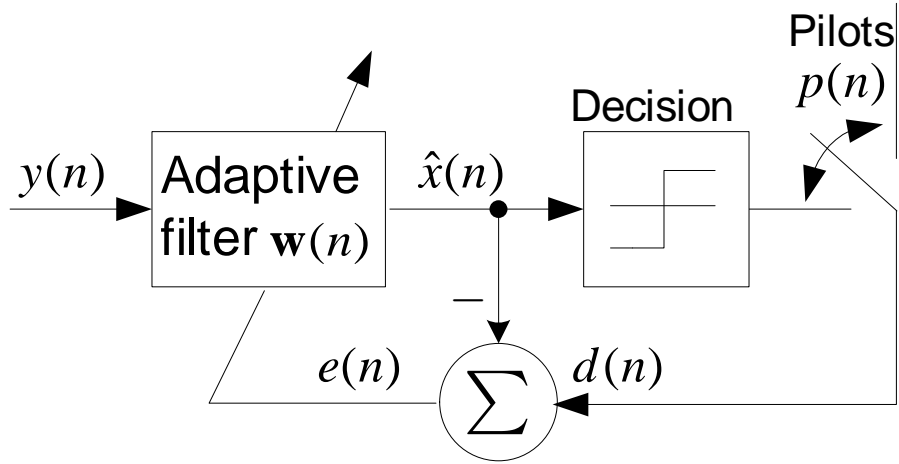 Pilots
p(n)
Decision
y(n)
Adaptive
filter w(n)
x̂(n)
−
e(n)
∑
d(n)